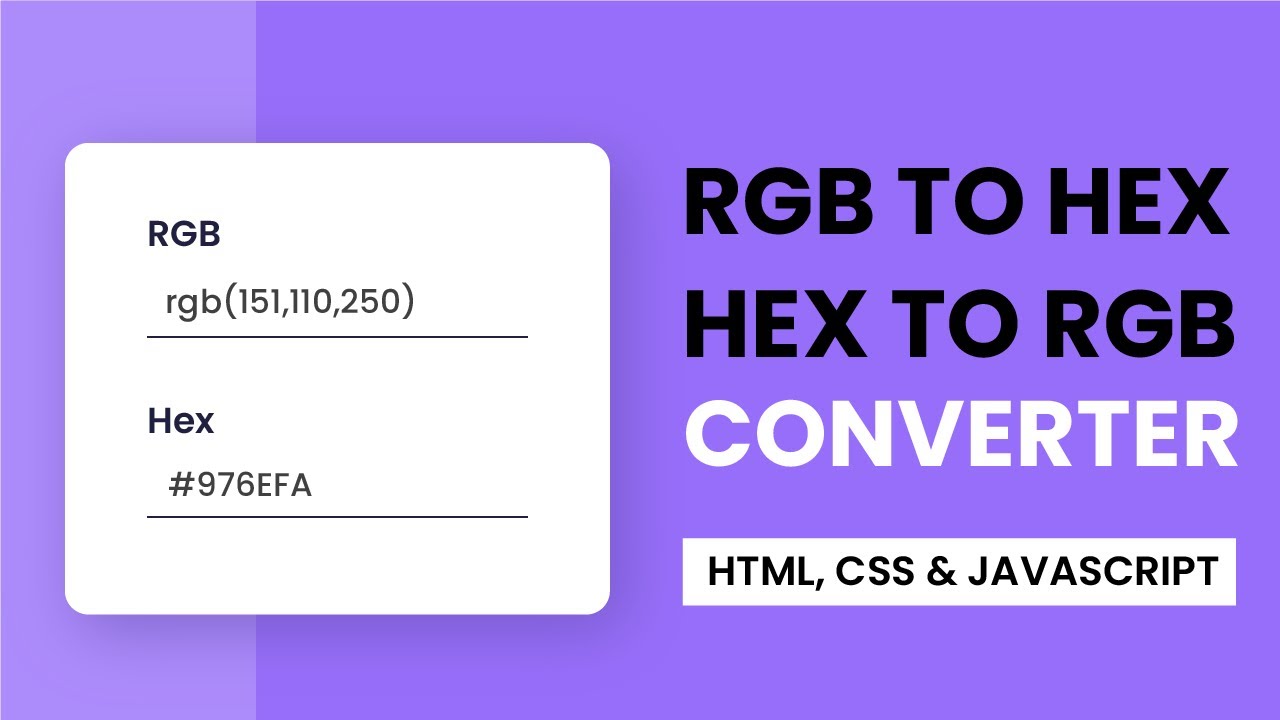 RGB
rgb(151,110,250)
Hex
#976EFA
RGB TO HEX
HEX TO RGB
CONVERTER
HTML, CSS & JAVASCRIPT